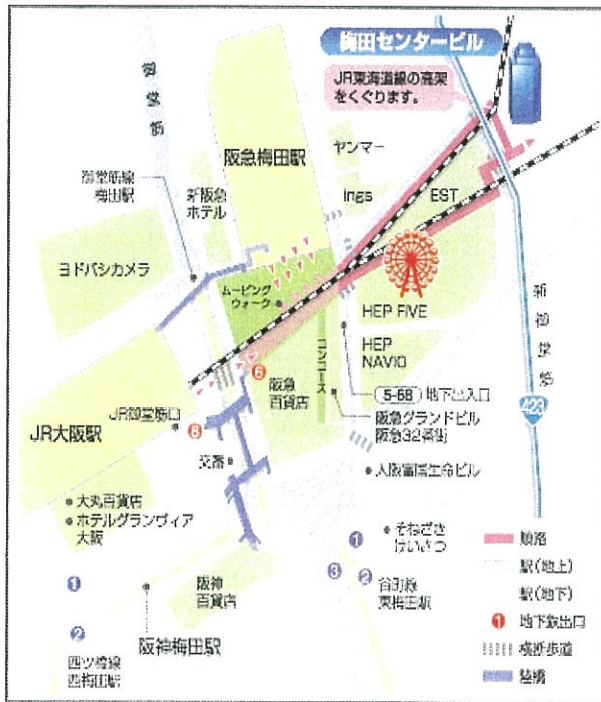 梅田センタービル
JR東海道線の高架
をくぐります。
御堂筋
阪急梅田駅
ヤンマー
御堂筋線
梅田駅
新阪急
ホテル
ings
EST
ヨドバシカメラ
ムービング
ウォーク
HEP FIVE
HEP
NAVIO
新御堂筋
コンコース
6
阪急
百貨店
5-68 地下出入口
423
JR御堂筋口
8
阪急グランドビル
阪急32番街
JR大阪駅
交番
大阪富国生命ビル
大丸百貨店
ホテルグランヴィア
大阪
1
そねざき
けいさつ
順路
駅(地上)
1
阪神
百貨店
3
2
谷町線
東梅田駅
駅(地下)
1 地下鉄出口
2
阪神梅田駅
横断歩道
四ツ橋線
西梅田駅
陸橋